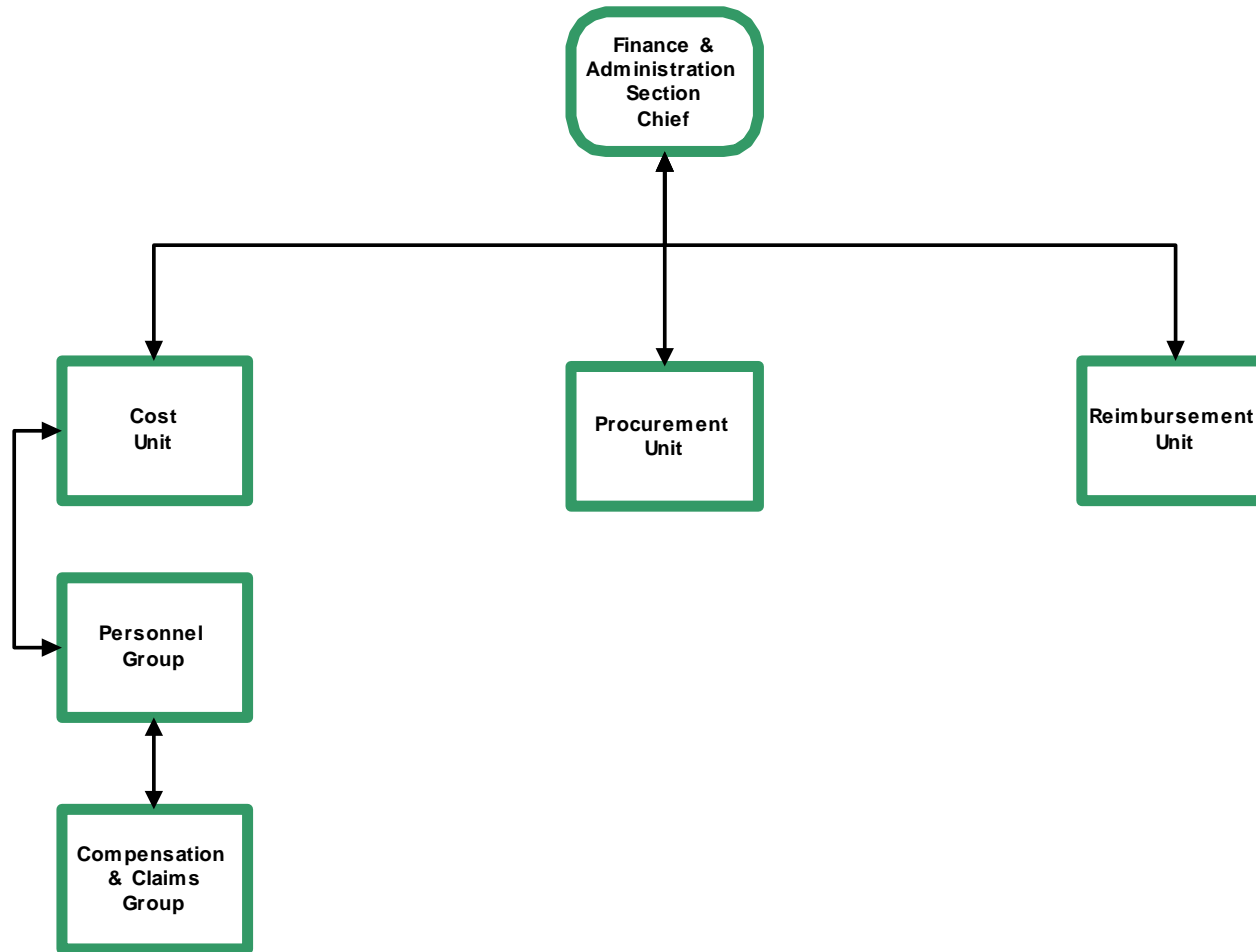 Finance &
Administration
Section
Chief
Cost
Unit
Procurement
Unit
Reimbursement
Unit
Personnel
Group
Compensation
& Claims
Group